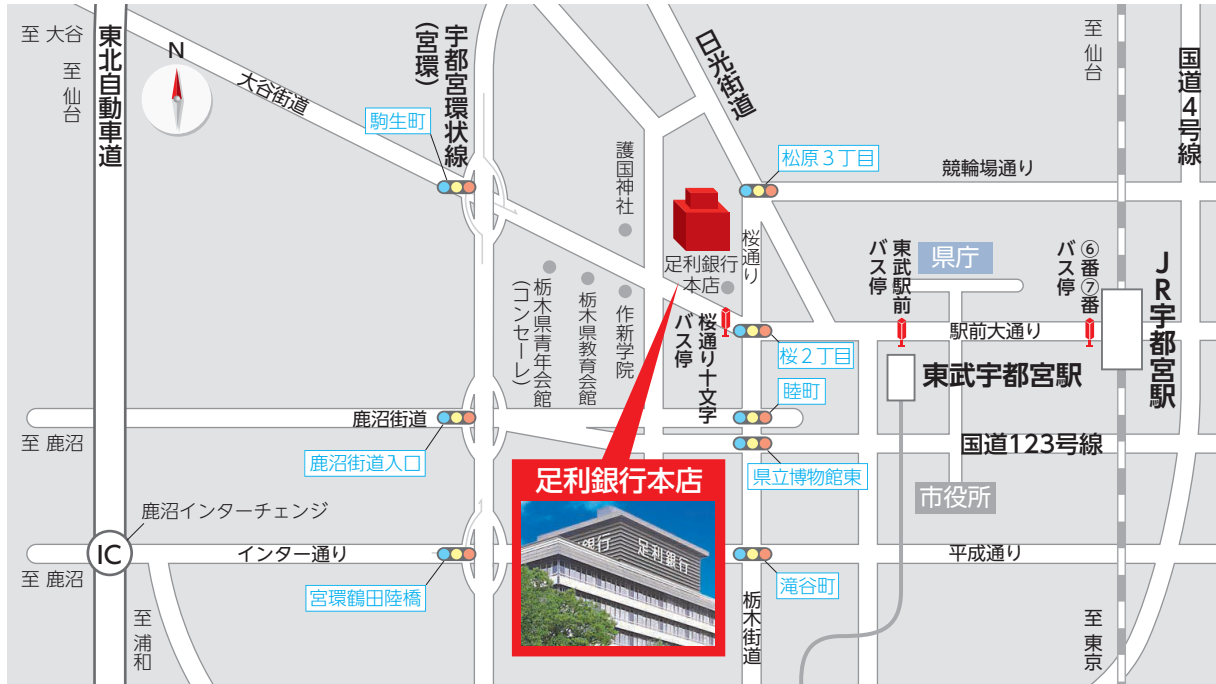 至 大谷
至 仙台
東北自動車道
N
大谷街道
宇都宮環状線
(宮環)
駒生町
日光街道
至 仙台
国道4号線
松原3丁目
競輪場通り
護国神社
足利銀行
本店
桜通り
東武駅前
バス停
県庁
⑥番⑦番
バス停
JR宇都宮駅
栃木県青年会館
(コンセーレ)
栃木県教育会館
作新学院
桜通り十文字
バス停
桜2丁目
駅前大通り
東武宇都宮駅
睦町
鹿沼街道
至 鹿沼
鹿沼街道入口
国道123号線
県立博物館東
市役所
足利銀行本店
銀行 足利銀行
鹿沼インターチェンジ
IC
インター通り
至 鹿沼
宮環鶴田陸橋
滝谷町
平成通り
至 浦和
栃木街道
至 東京